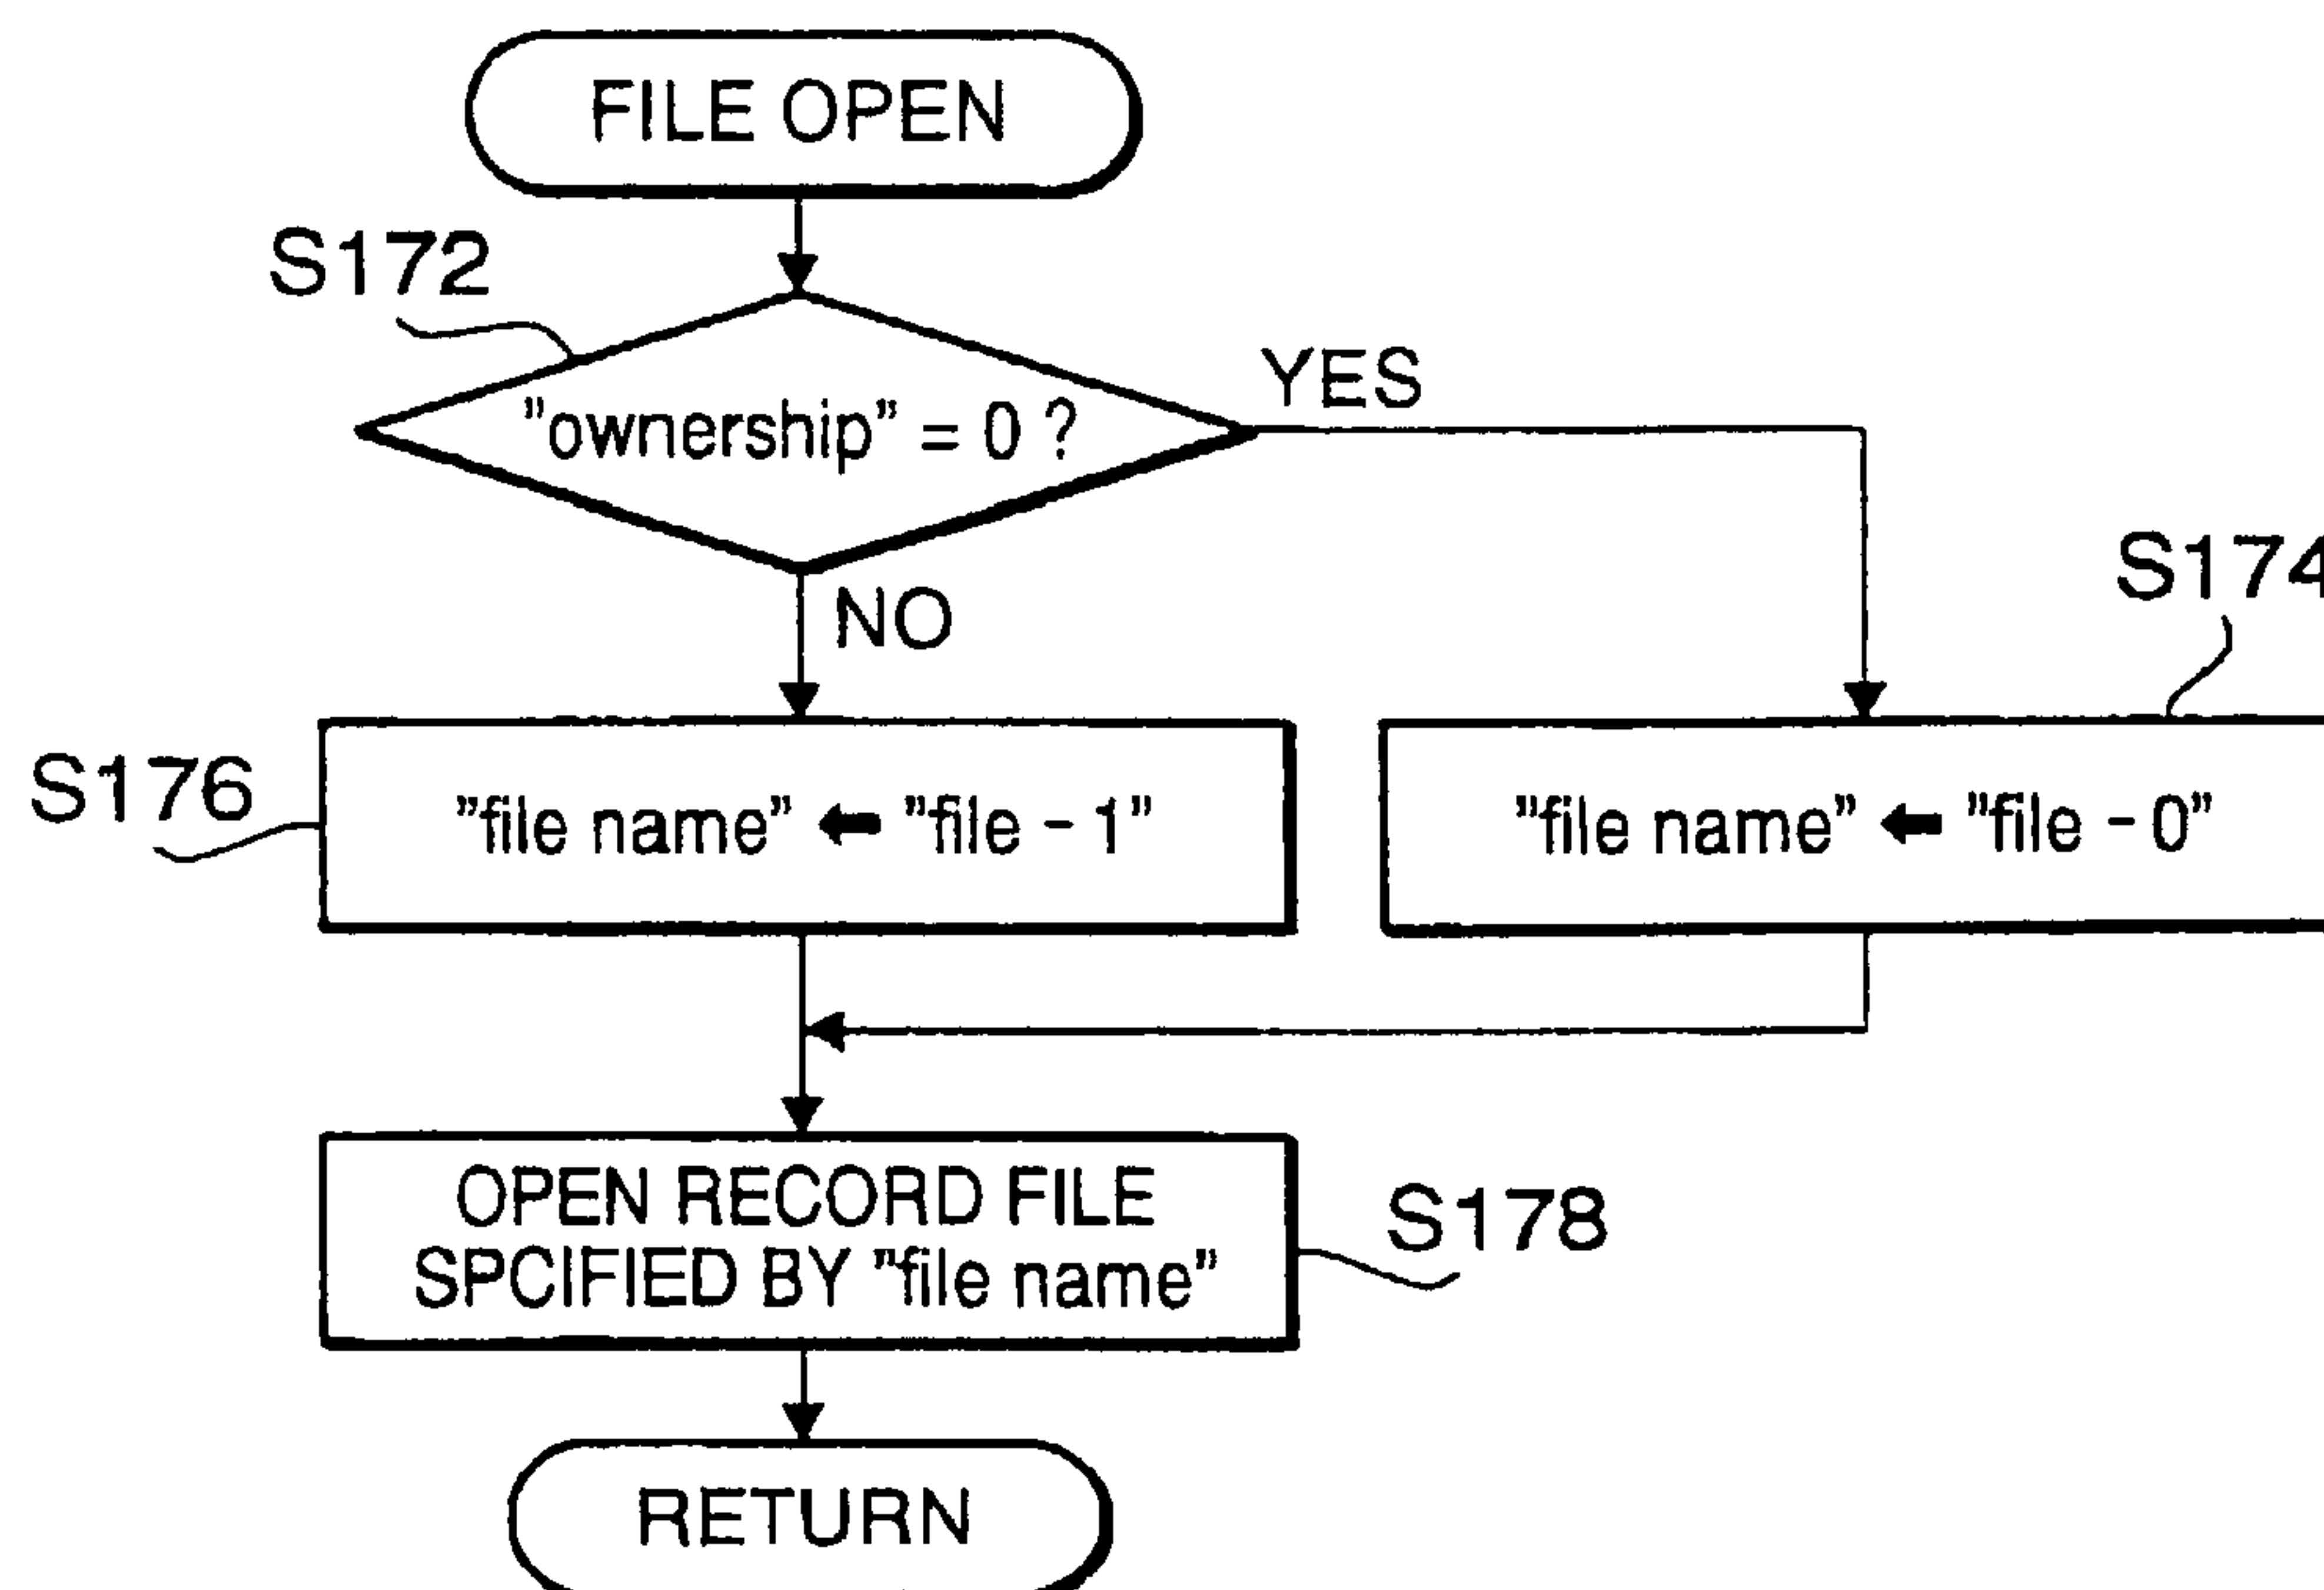 FILE OPEN
S172
"ownership" = 0 ?
YES
NO
S174
S176
"file name" ← "file - 1"
"file name" ← "file - 0"
OPEN RECORD FILE
SPCIFIED BY "file name"
S178
RETURN